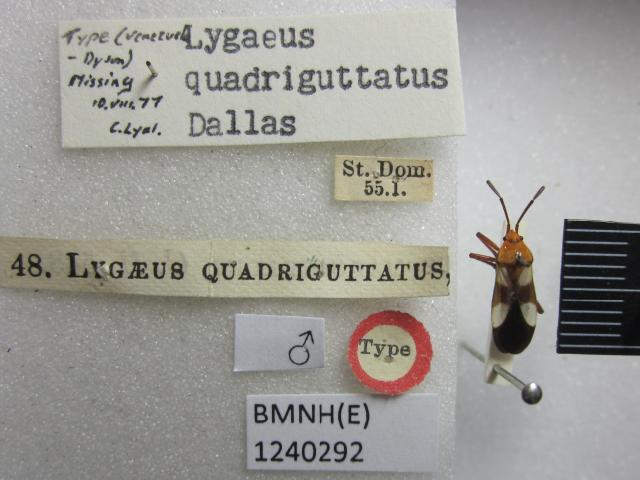 Type (Venezuela
- Dyson)
Missing >
10.viii.77
C. Lyal.
Lygaeus
quadriguttatus
Dallas
St. Dom.
55.1.
48. LYGÆUS QUADRIGUTTATUS,
♂
Type
BMNH(E)
1240292